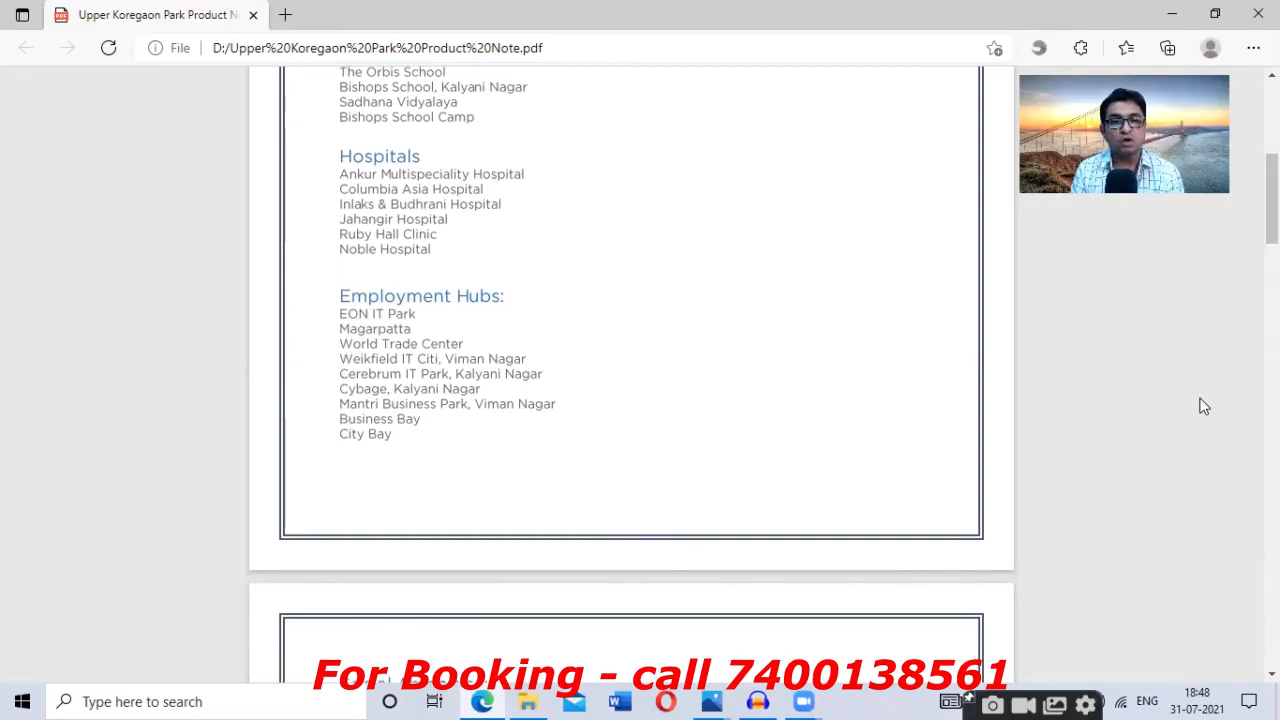 Upper Koregaon Park Product N
File
D:/Upper%20Koregaon%20Park%20Product%20Note.pdf
The Orbis School
Bishops School, Kalyani Nagar
Sadhana Vidyalaya
Bishops School Camp
Hospitals
Ankur Multispeciality Hospital
Columbia Asia Hospital
Inlaks & Budhrani Hospital
Jahangir Hospital
Ruby Hall Clinic
Noble Hospital
Employment Hubs:
EON IT Park
Magarpatta
World Trade Center
Weikfield IT Citi, Viman Nagar
Cerebrum IT Park, Kalyani Nagar
Cybage, Kalyani Nagar
Mantri Business Park, Viman Nagar
Business Bay
City Bay
For Booking - call 7400138561
Type here to search
ENG
18:48
31-07-2021